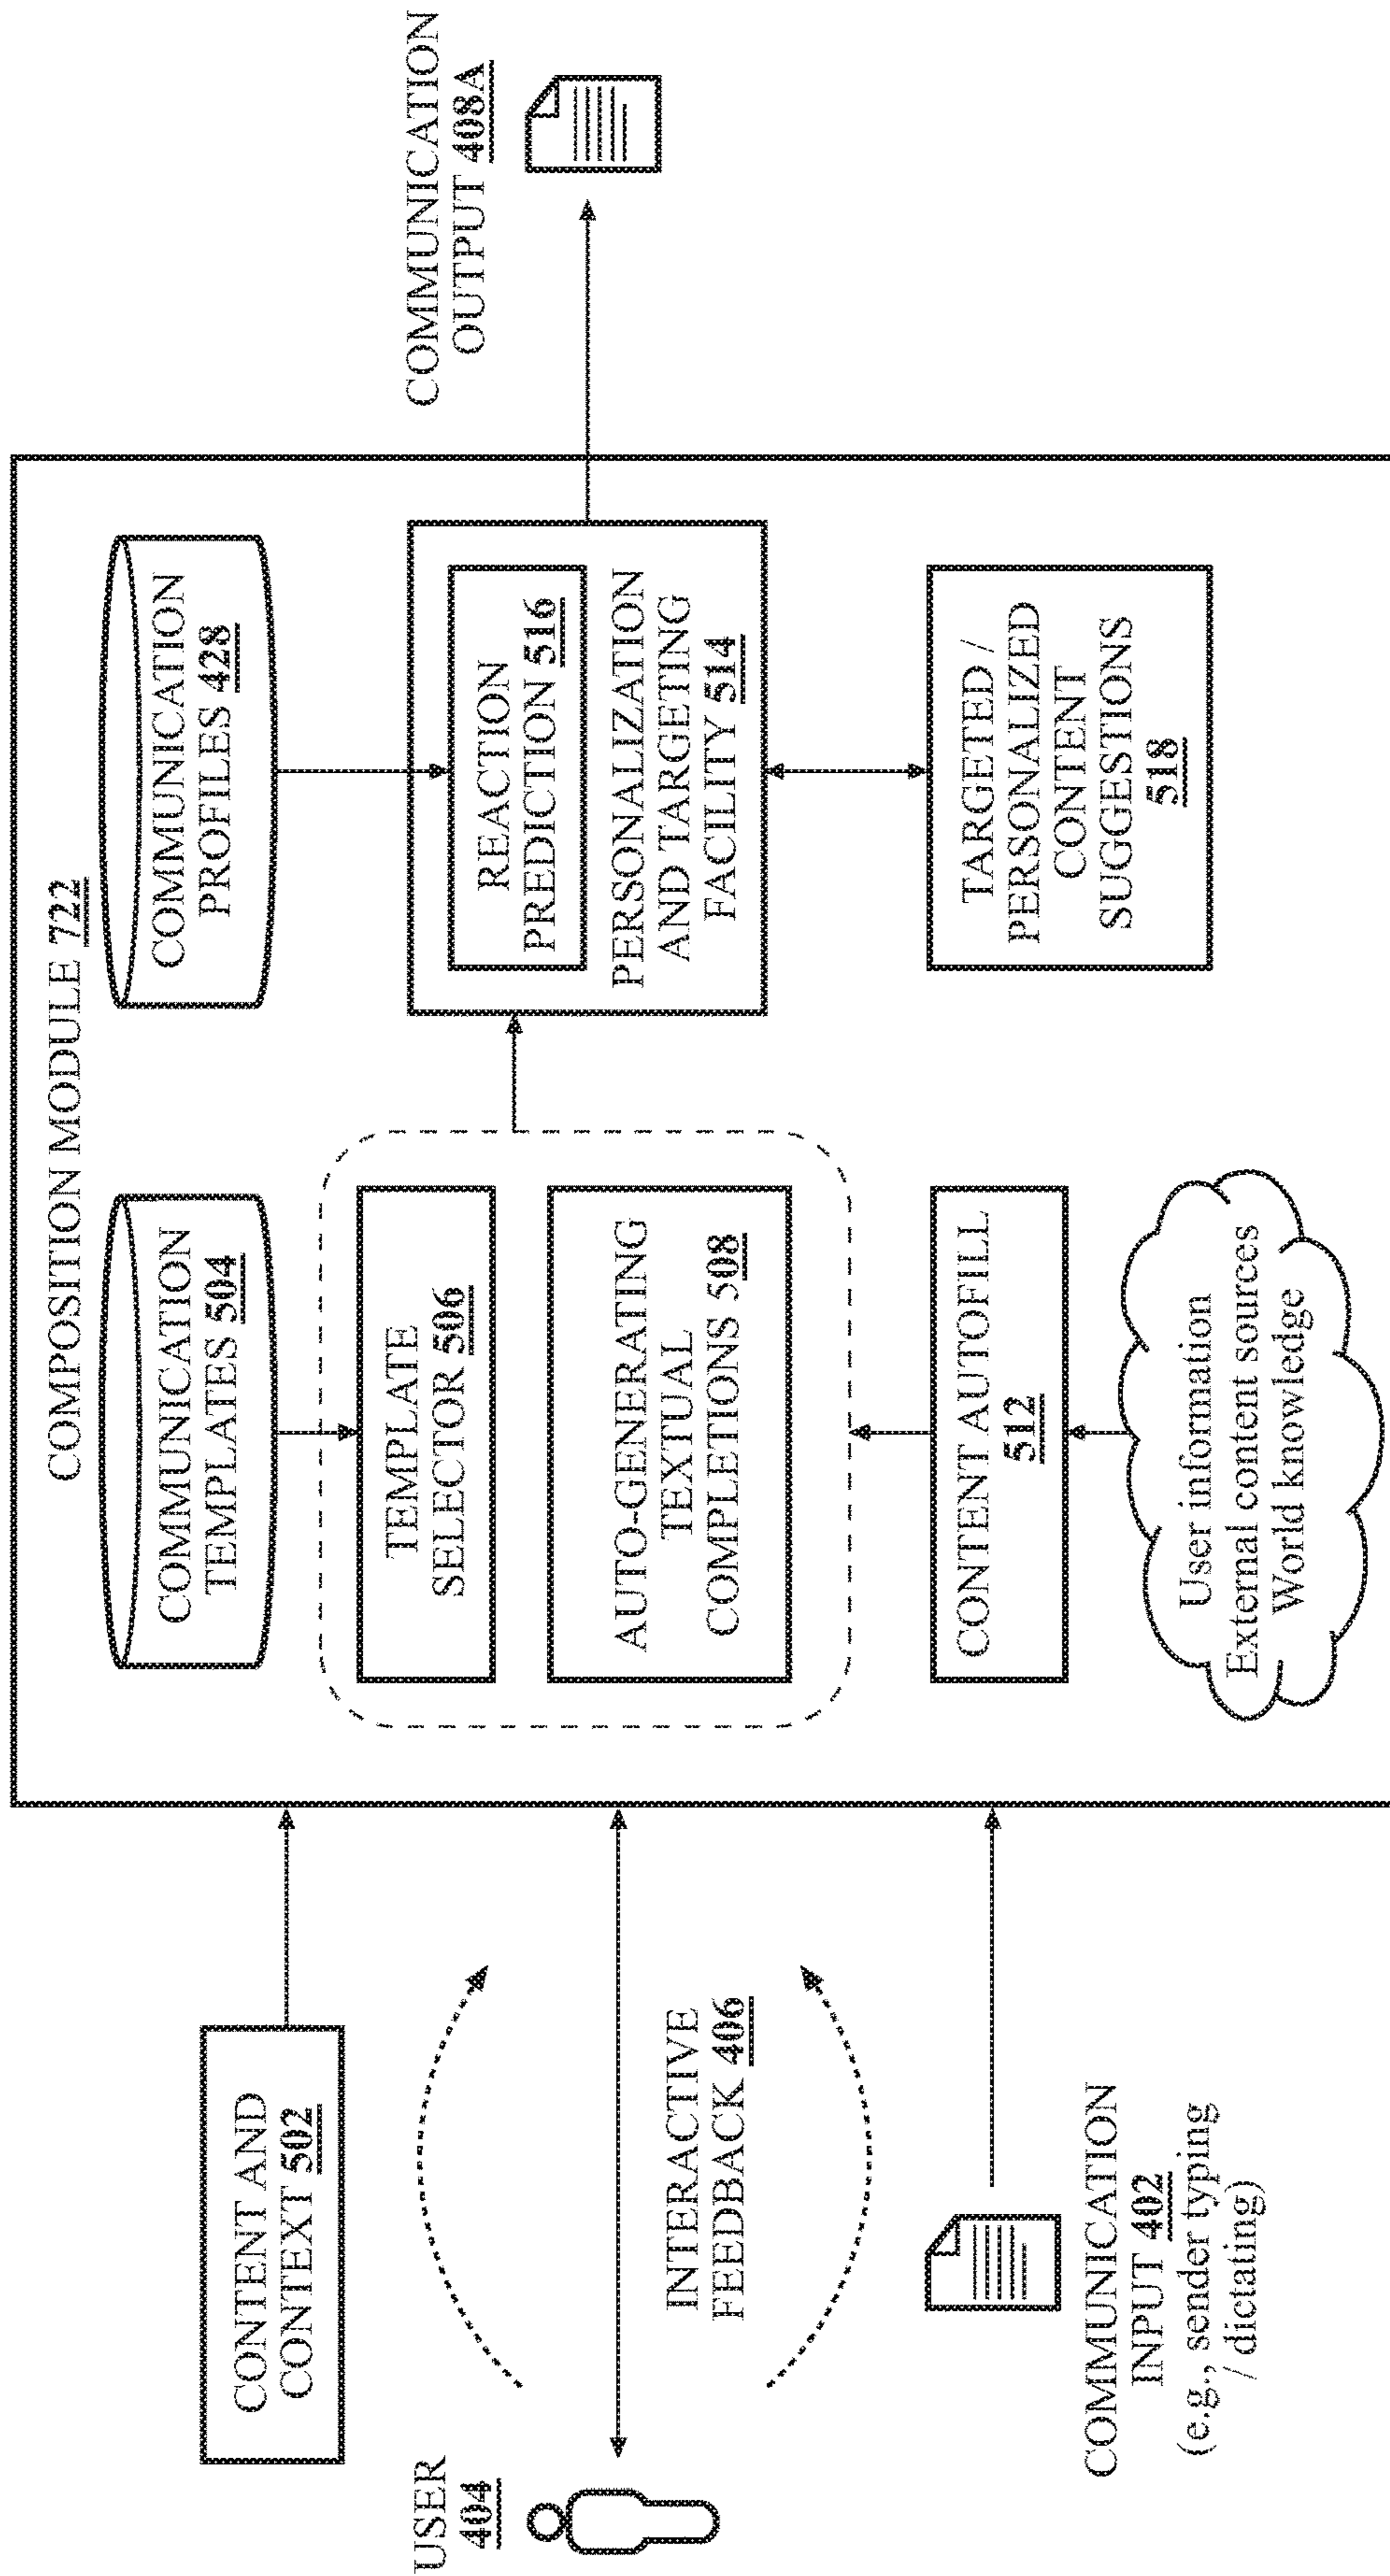 COMPOSITION MODULE 722
CONTENT AND
CONTEXT 502
USER
404
INTERACTIVE
FEEDBACK 406
COMMUNICATION
INPUT 402
(e.g., sender typing
/ dictating)
COMMUNICATION
TEMPLATES 504
TEMPLATE
SELECTOR 506
AUTO-GENERATING
TEXTUAL
COMPLETIONS 508
CONTENT AUTOFILL
512
User information
External content sources
World knowledge
COMMUNICATION
PROFILES 428
REACTION
PREDICTION 516
PERSONALIZATION
AND TARGETING
FACILITY 514
TARGETED /
PERSONALIZED
CONTENT
SUGGESTIONS
518
COMMUNICATION
OUTPUT 408A